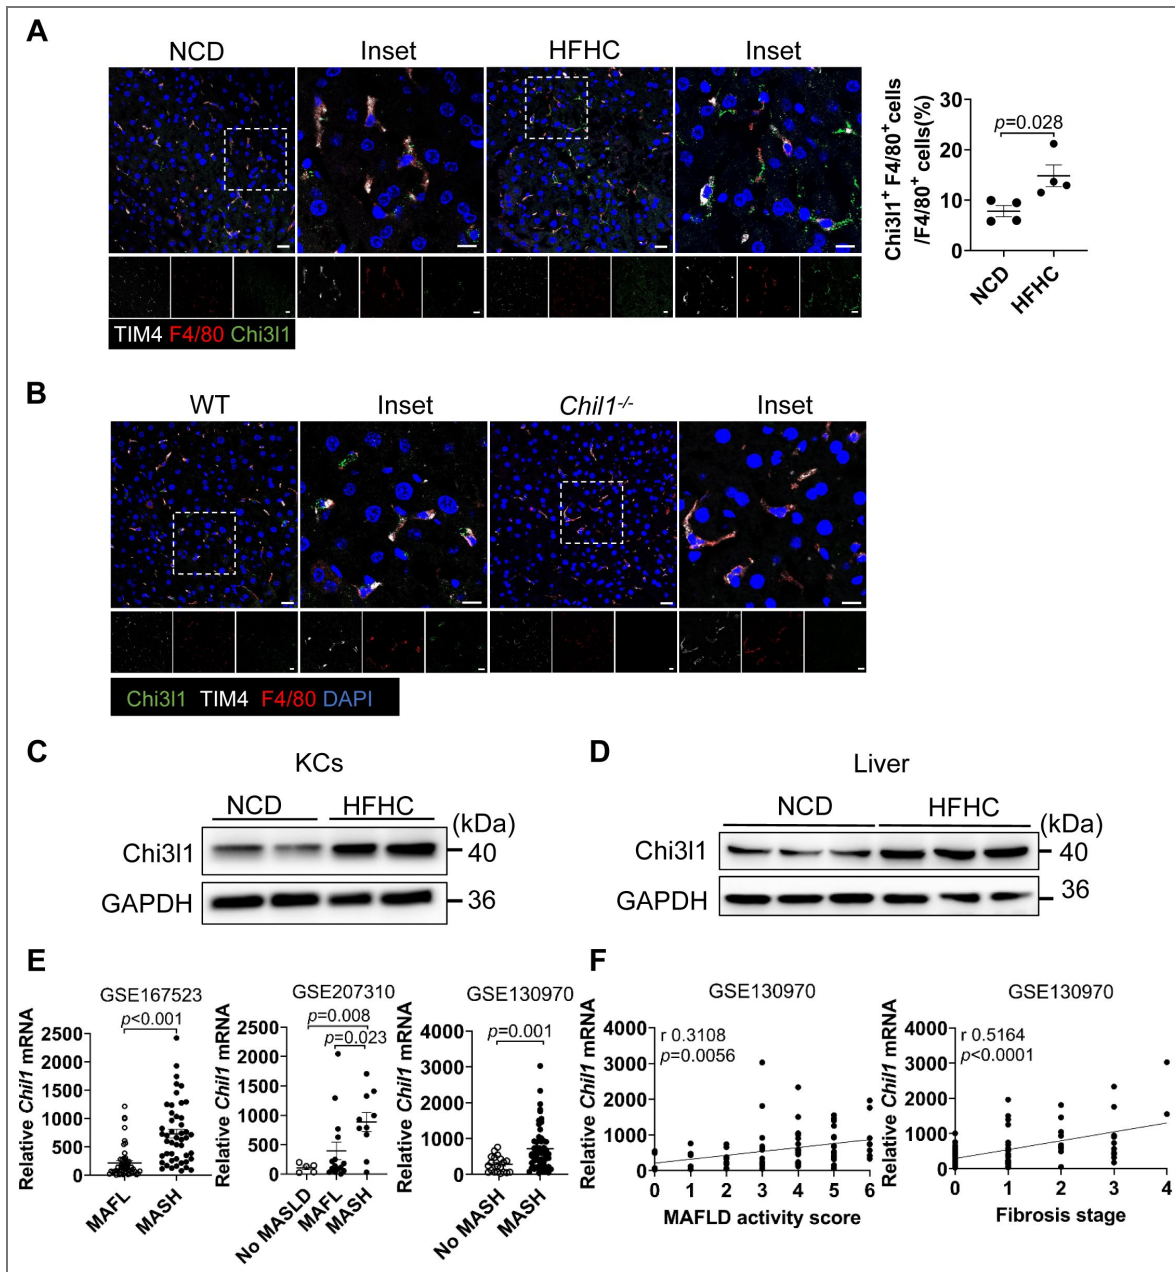 A
NCD Inset HFHC Inset
TIM4 F4/80 Chi3l1
Chi3l1+ F4/80+cells
/F4/80+ cells(%)
30
20
10
0
p=0.028
NCD
HFHC
B
WT Inset Chil1-/- Inset
Chi3l1 TIM4 F4/80 DAPI
C
KCs
NCD HFHC
(kDa)
Chi3l1 40
GAPDH 36
D
Liver
NCD HFHC
(kDa)
Chi3l1 40
GAPDH 36
E
GSE167523
p<0.001
Relative Chil1 mRNA
2500
2000
1500
1000
500
0
MAFL
MASH
GSE207310
p=0.008
p=0.023
Relative Chil1 mRNA
2500
2000
1500
1000
500
0
No MASLD
MAFL
MASH
GSE130970
p=0.001
Relative Chil1 mRNA
4000
3000
2000
1000
0
No MASH
MASH
F
GSE130970
r 0.3108
p=0.0056
Relative Chil1 mRNA
4000
3000
2000
1000
0
0 1 2 3 4 5 6
MAFLD activity score
GSE130970
r 0.5164
p<0.0001
Relative Chil1 mRNA
4000
3000
2000
1000
0
0 1 2 3 4
Fibrosis stage